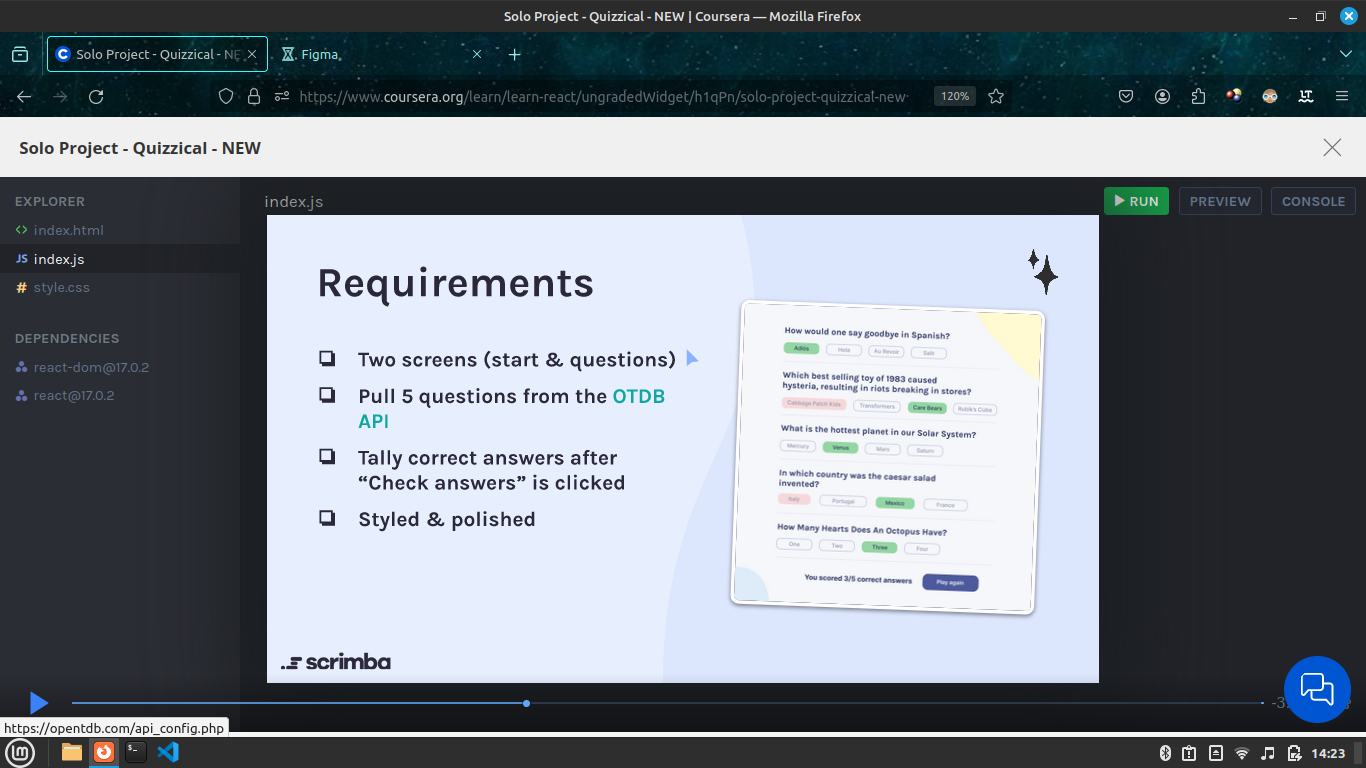 Solo Project - Quizzical - NEW | Coursera — Mozilla Firefox
Solo Project - Quizzical - NE
Figma
https://www.coursera.org/learn/learn-react/ungradedWidget/h1qPn/solo-project-quizzical-new
120%
Solo Project - Quizzical - NEW
EXPLORER
index.html
JS index.js
# style.css
DEPENDENCIES
react-dom@17.0.2
react@17.0.2
index.js
RUN
PREVIEW
CONSOLE
Requirements
Two screens (start & questions)
Pull 5 questions from the OTDB
API
Tally correct answers after
“Check answers” is clicked
Styled & polished
scrimba
How would one say goodbye in Spanish?
Adiós Hola Au Revoir Salir
Which best selling toy of 1983 caused
hysteria, resulting in riots breaking in stores?
Cabbage Patch Kids Transformers Care Bears Rubik's Cube
What is the hottest planet in our Solar System?
Mercury Venus Mars Saturn
In which country was the caesar salad
invented?
Italy Portugal Mexico France
How Many Hearts Does An Octopus Have?
One Two Three Four
You scored 3/5 correct answers
Play again
https://opentdb.com/api_config.php
14:23